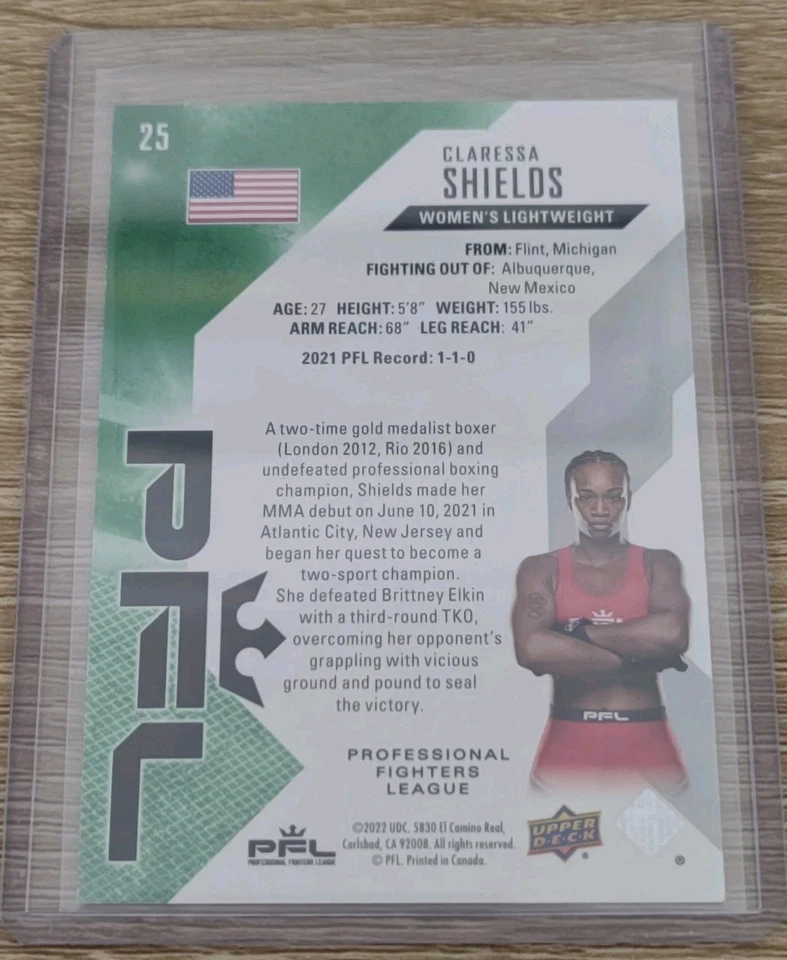 25
CLARESSA
SHIELDS
WOMEN'S LIGHTWEIGHT
FROM: Flint, Michigan
FIGHTING OUT OF: Albuquerque,
New Mexico
AGE: 27 HEIGHT: 5'8" WEIGHT: 155 lbs.
ARM REACH: 68" LEG REACH: 41"
2021 PFL Record: 1-1-0
A two-time gold medalist boxer
(London 2012, Rio 2016) and
undefeated professional boxing
champion, Shields made her
MMA debut on June 10, 2021 in
Atlantic City, New Jersey and
began her quest to become a
two-sport champion.
She defeated Brittney Elkin
with a third-round TKO,
overcoming her opponent's
grappling with vicious
ground and pound to seal
the victory.
PFL
PFL
PROFESSIONAL
FIGHTERS
LEAGUE
PFL
PROFESSIONAL FIGHTERS LEAGUE
©2022 UDC. 5830 El Camino Real,
Carlsbad, CA 92008. All rights reserved.
© PFL. Printed in Canada.
UPPER
DECK
®
®